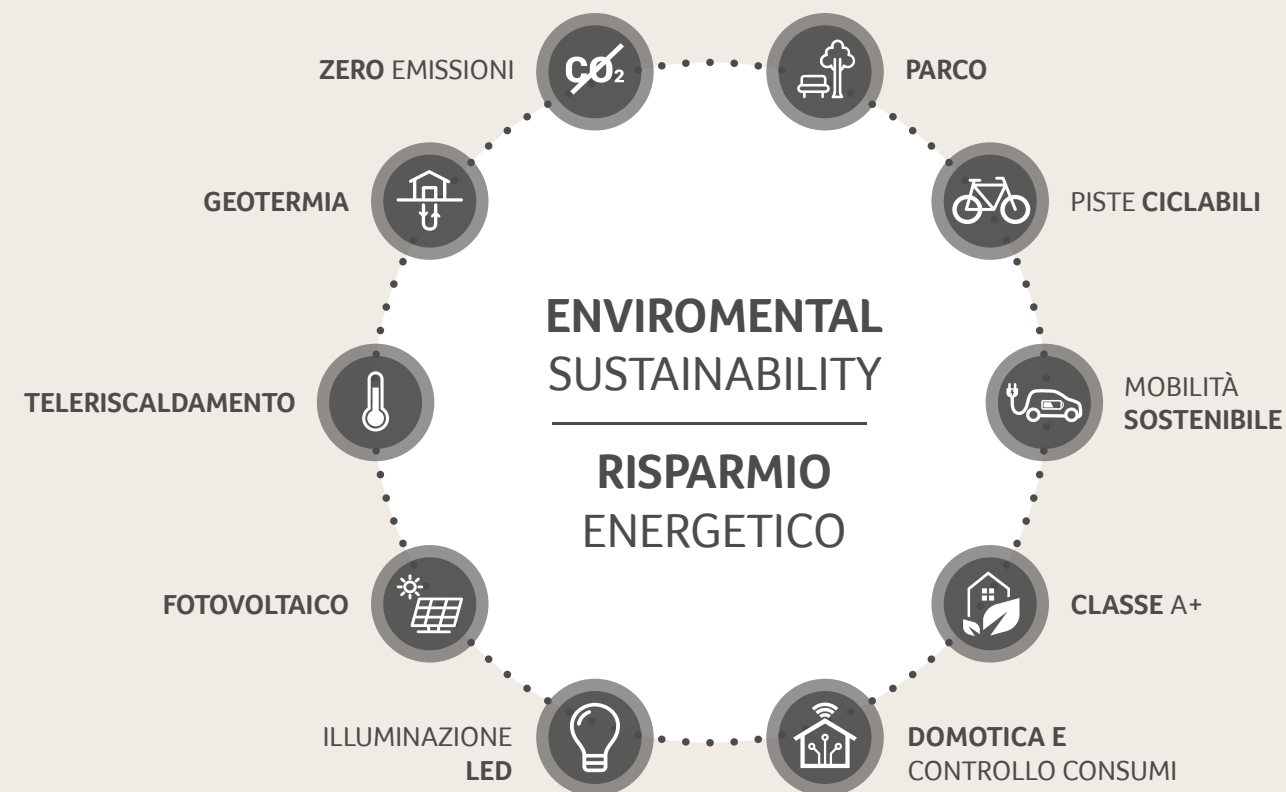 ZERO EMISSIONI
CO₂
PARCO
GEOTERMIA
PISTE CICLABILI
ENVIROMENTAL
SUSTAINABILITY
RISPARMIO
ENERGETICO
TELERISCALDAMENTO
MOBILITÀ
SOSTENIBILE
FOTOVOLTAICO
CLASSE A+
ILLUMINAZIONE
LED
DOMOTICA E
CONTROLLO CONSUMI